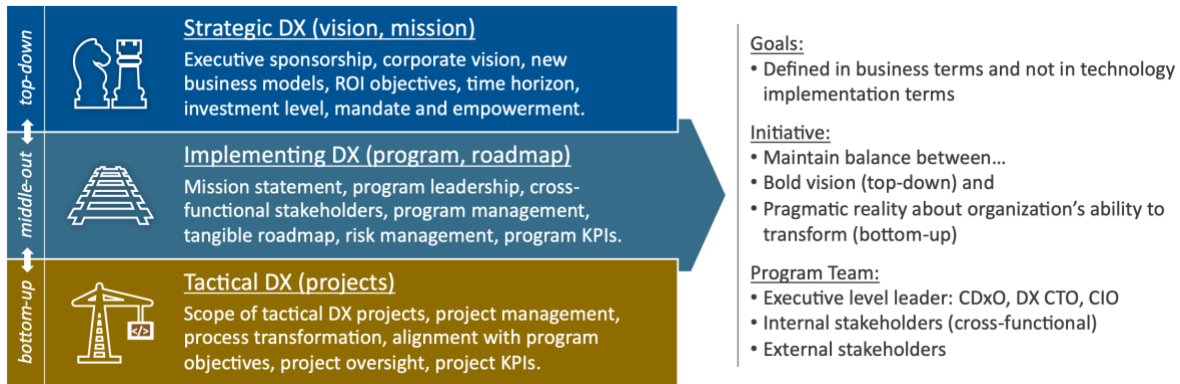 top-down
Strategic DX (vision, mission)
Executive sponsorship, corporate vision, new
business models, ROI objectives, time horizon,
investment level, mandate and empowerment.
middle-out
Implementing DX (program, roadmap)
Mission statement, program leadership, cross-
functional stakeholders, program management,
tangible roadmap, risk management, program KPIs.
bottom-up
</>
Tactical DX (projects)
Scope of tactical DX projects, project management,
process transformation, alignment with program
objectives, project oversight, project KPIs.
Goals:
• Defined in business terms and not in technology
implementation terms
Initiative:
• Maintain balance between…
• Bold vision (top-down) and
• Pragmatic reality about organization's ability to
transform (bottom-up)
Program Team:
• Executive level leader: CDxO, DX CTO, CIO
• Internal stakeholders (cross-functional)
• External stakeholders